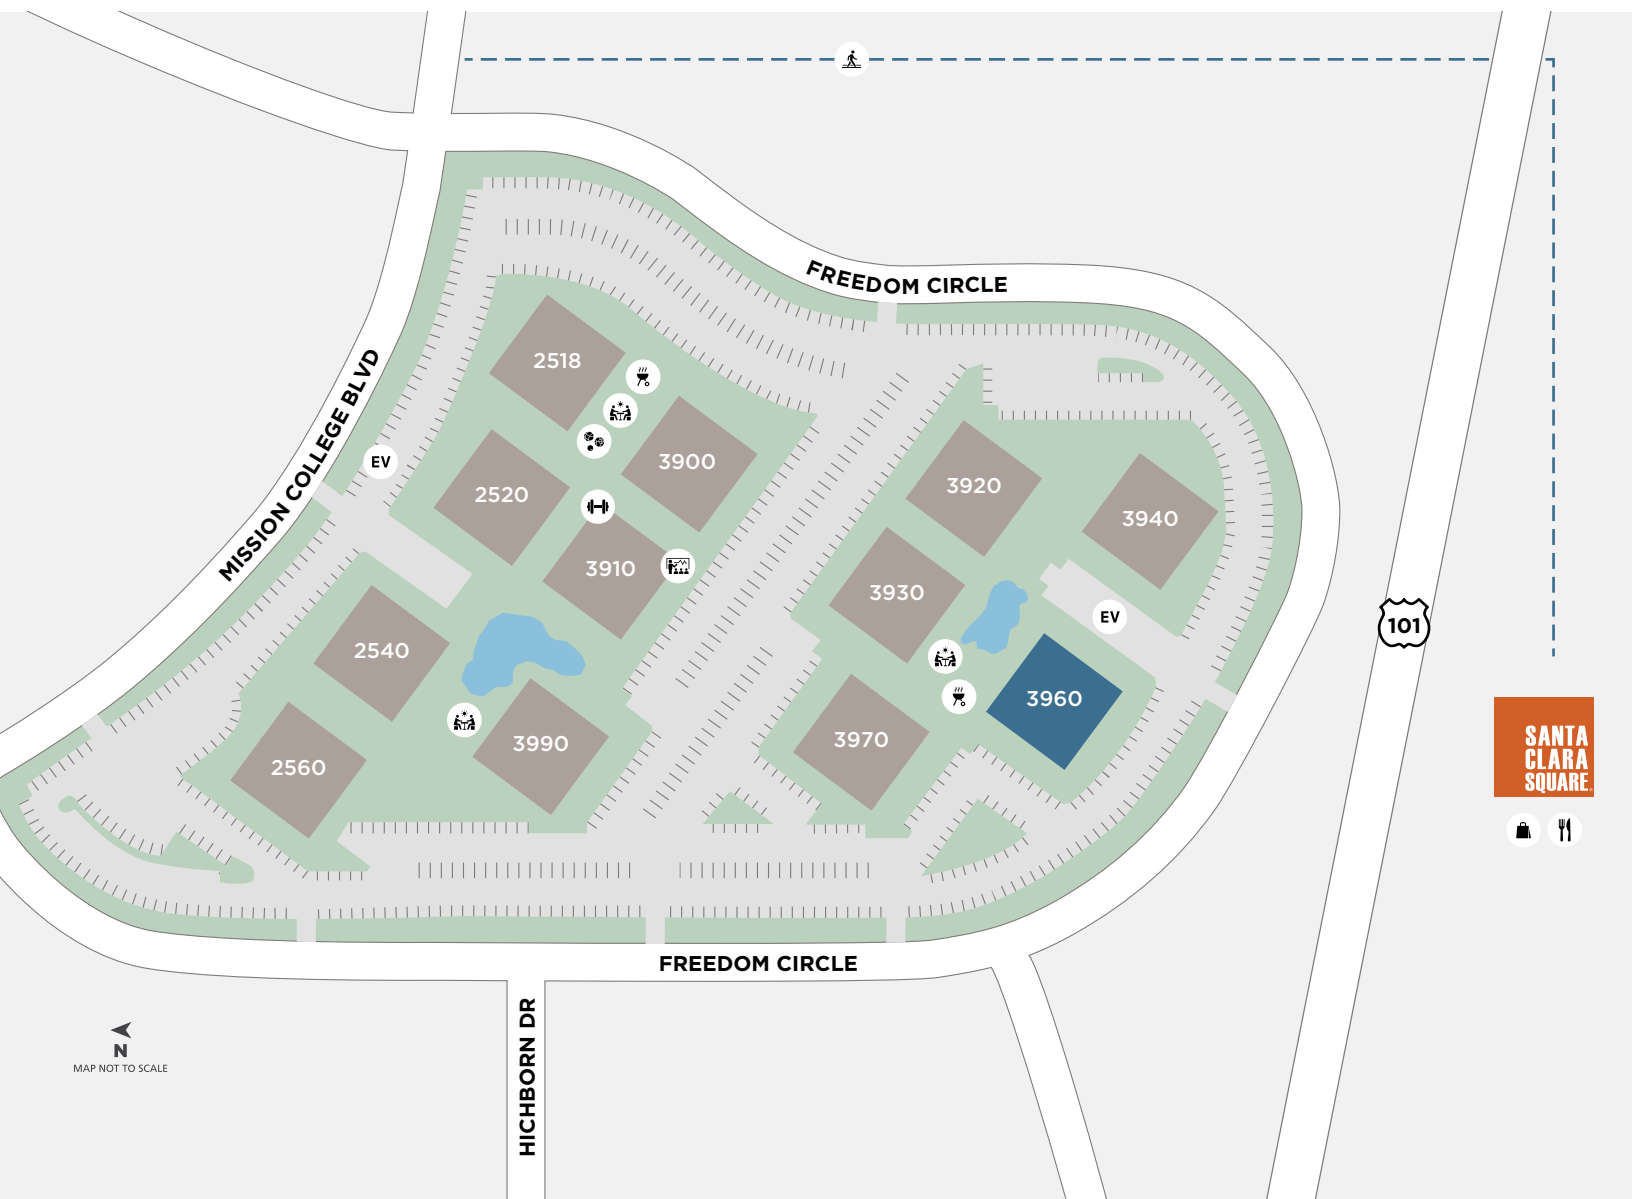 FREEDOM CIRCLE
MISSION COLLEGE BLVD
2518
3900
EV
2520
3920
3940
3910
3930
EV
101
2540
3960
3990
3970
2560
SANTA
CLARA
SQUARE
FREEDOM CIRCLE
HICHBORN DR
N
MAP NOT TO SCALE